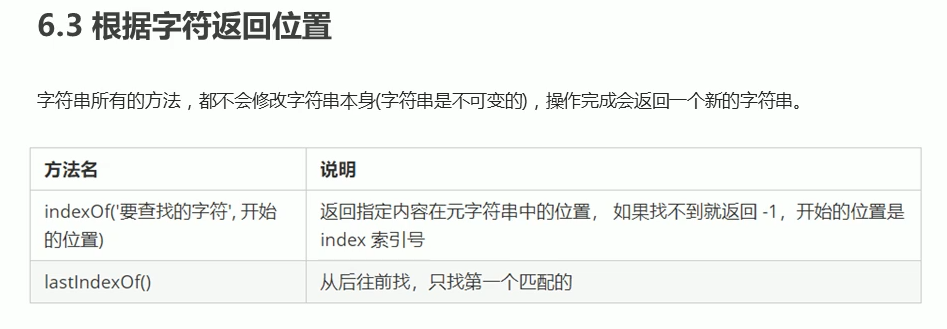 6.3 根据字符返回位置
字符串所有的方法，都不会修改字符串本身(字符串是不可变的)，操作完成会返回一个新的字符串。
方法名 说明
indexOf('要查找的字符', 开始的位置) 返回指定内容在元字符串中的位置， 如果找不到就返回 -1，开始的位置是 index 索引号
lastIndexOf() 从后往前找，只找第一个匹配的